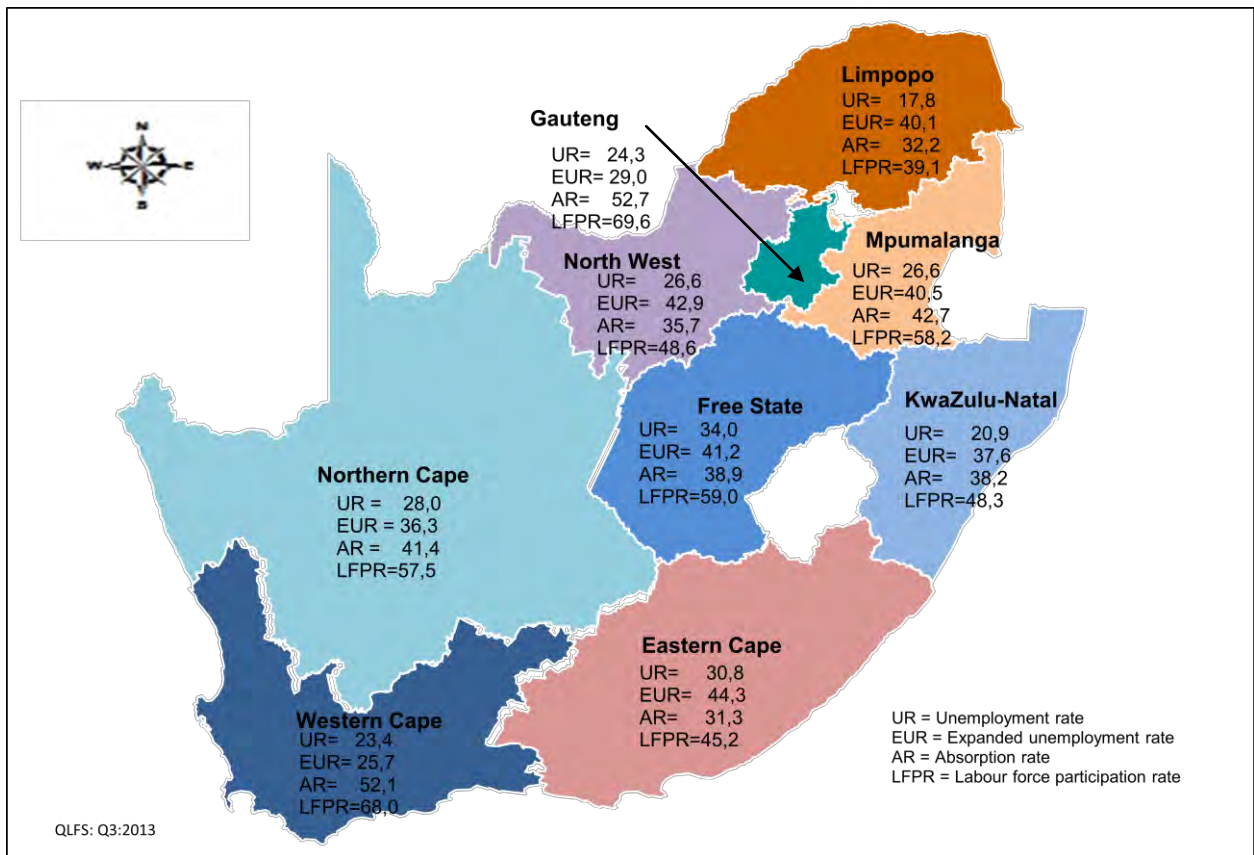 N
W E
S
Limpopo
UR= 17,8
EUR= 40,1
AR= 32,2
LFPR=39,1
Gauteng
UR= 24,3
EUR= 29,0
AR= 52,7
LFPR=69,6
Mpumalanga
UR= 26,6
EUR=40,5
AR= 42,7
LFPR=58,2
North West
UR= 26,6
EUR= 42,9
AR= 35,7
LFPR=48,6
KwaZulu-Natal
UR= 20,9
EUR= 37,6
AR= 38,2
LFPR=48,3
Free State
UR= 34,0
EUR= 41,2
AR= 38,9
LFPR=59,0
Northern Cape
UR = 28,0
EUR = 36,3
AR = 41,4
LFPR=57,5
Eastern Cape
UR= 30,8
EUR= 44,3
AR= 31,3
LFPR=45,2
Western Cape
UR= 23,4
EUR= 25,7
AR= 52,1
LFPR=68,0
UR = Unemployment rate
EUR = Expanded unemployment rate
AR = Absorption rate
LFPR = Labour force participation rate
QLFS: Q3:2013